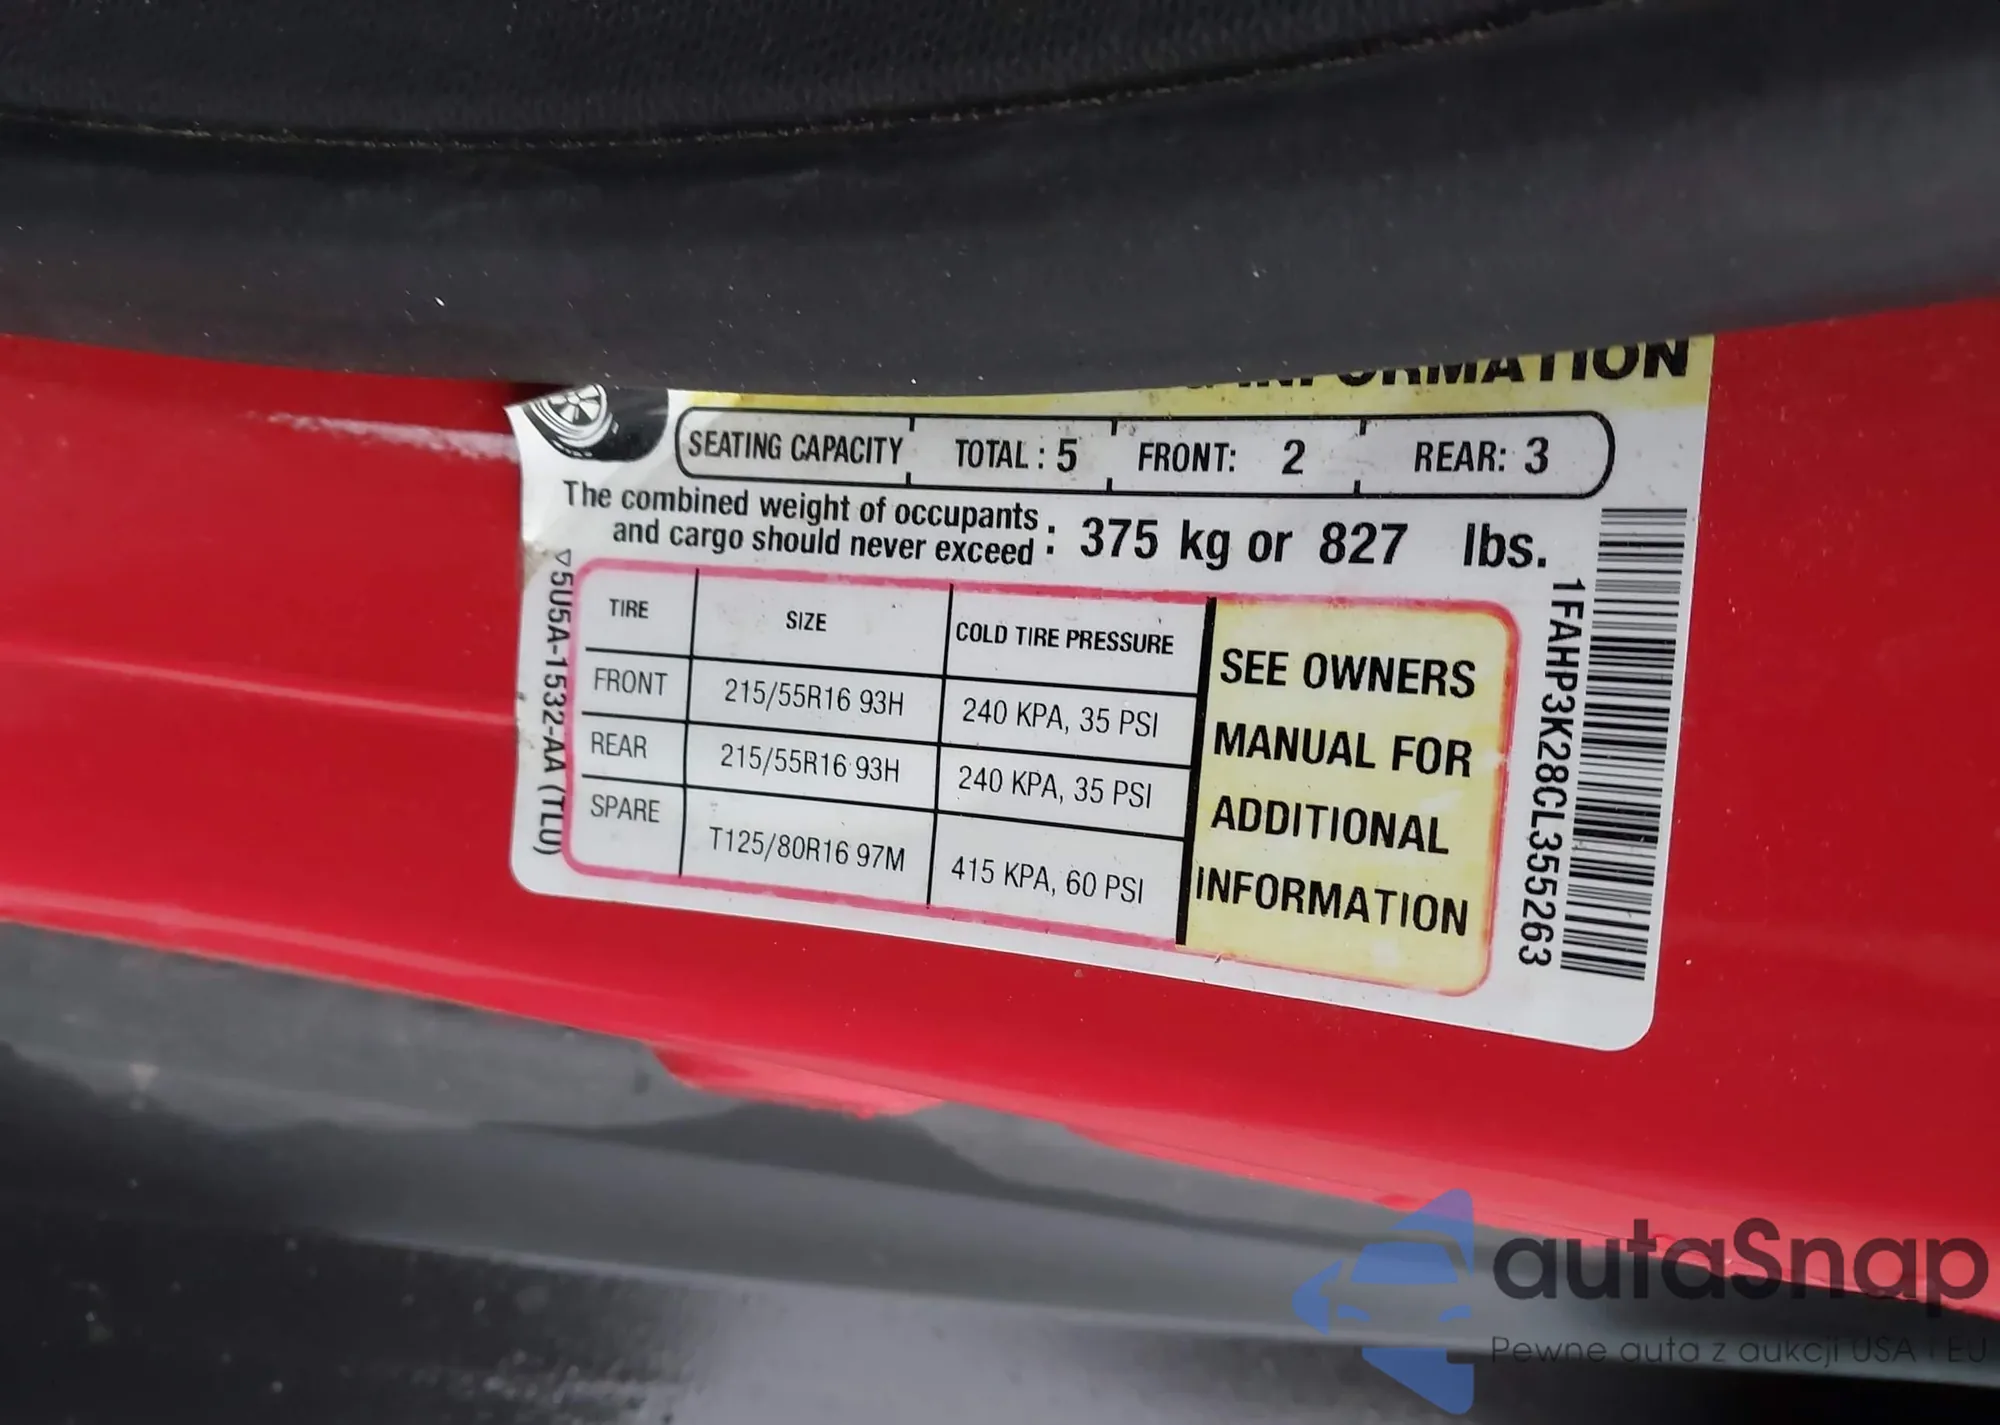 INFORMATION
SEATING CAPACITY TOTAL : 5 FRONT: 2 REAR: 3
The combined weight of occupants
and cargo should never exceed : 375 kg or 827 lbs.
TIRE SIZE COLD TIRE PRESSURE
FRONT 215/55R16 93H 240 KPA, 35 PSI
REAR 215/55R16 93H 240 KPA, 35 PSI
SPARE T125/80R16 97M 415 KPA, 60 PSI
SEE OWNERS
MANUAL FOR
ADDITIONAL
INFORMATION
5U5A-1532-AA (TLU)
1FAHP3K28CL355263
autaSnap
Pewne auta z aukcji USA i EU